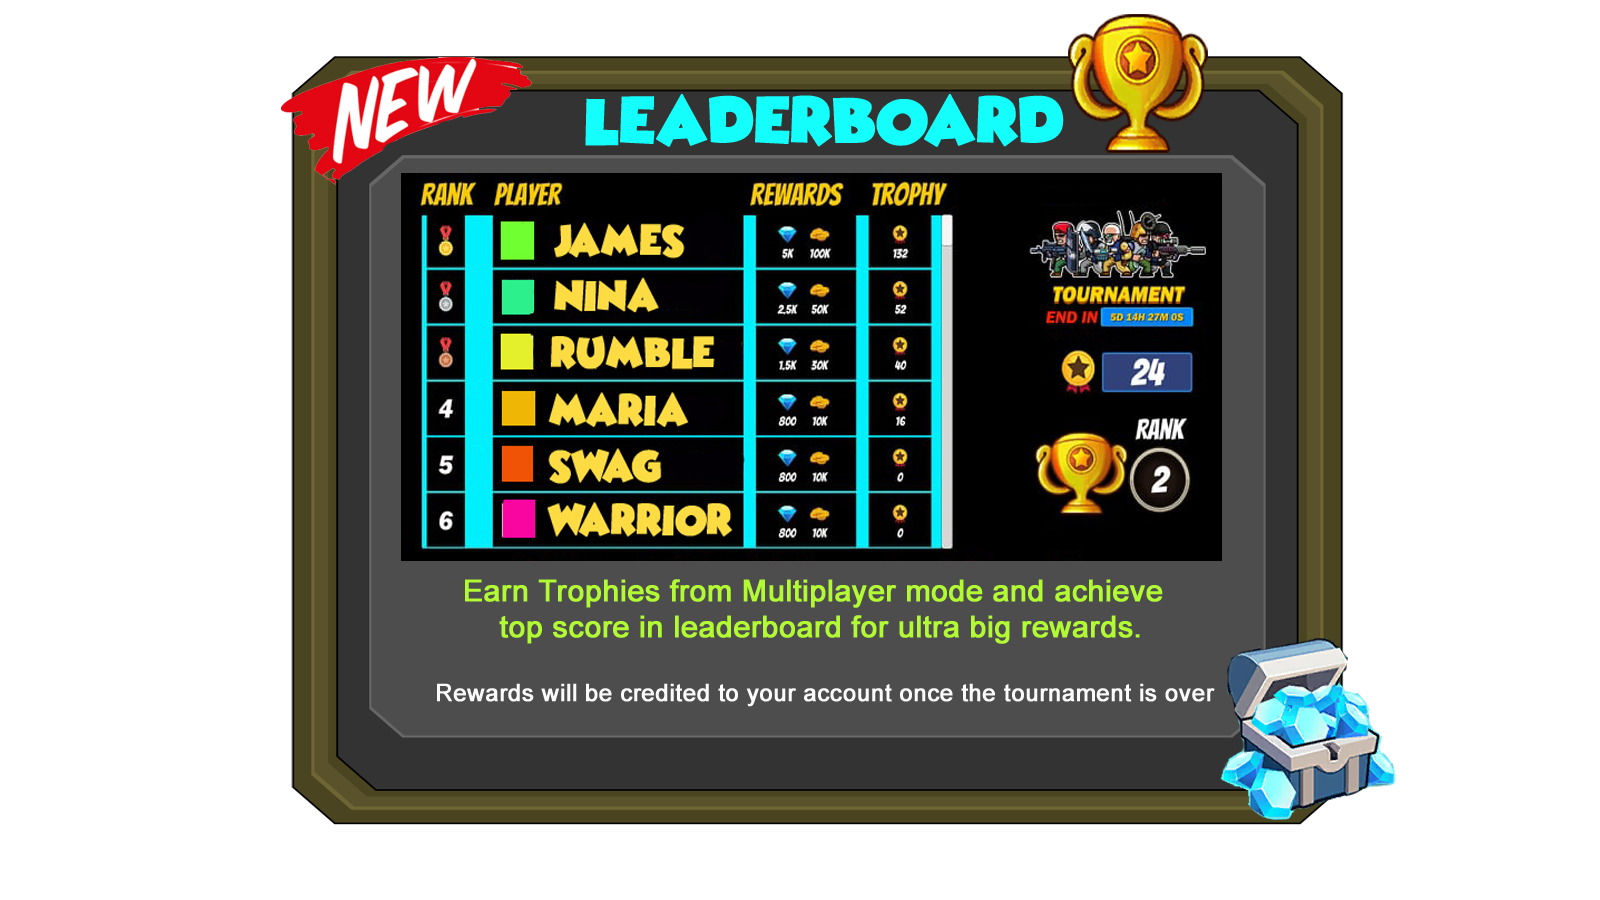 NEW
LEADERBOARD
RANK PLAYER REWARDS TROPHY
JAMES 5K 100K 132
NINA 2.5K 50K 52
RUMBLE 1.5K 30K 40
4 MARIA 800 10K 16
5 SWAG 800 10K 0
6 WARRIOR 800 10K 0
TOURNAMENT
END IN 5D 14H 27M 0S
24
RANK
2
Earn Trophies from Multiplayer mode and achieve
top score in leaderboard for ultra big rewards.
Rewards will be credited to your account once the tournament is over